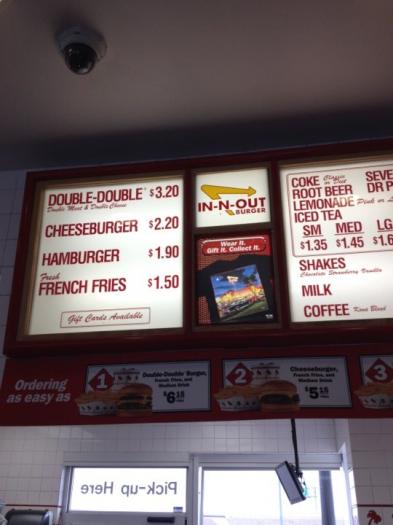 DOUBLE-DOUBLE® $3.20
Double Meat & Double Cheese
CHEESEBURGER $2.20
HAMBURGER $1.90
Fresh
FRENCH FRIES $1.50
Gift Cards Available
IN-N-OUT
BURGER
Wear It.
Gift It. Collect It.
COKE Classic or Diet
ROOT BEER
LEMONADE Pink or
ICED TEA
SM MED LG
$1.35 $1.45 $1.6
SEVE
DR P
SHAKES
Chocolate Strawberry Vanilla
MILK
COFFEE Kona Blend
Ordering
as easy as
1
Double-Double® Burger,
French Fries, and
Medium Drink
$6.15
2
Cheeseburger,
French Fries, and
Medium Drink
$5.15
3
Pick-up Here